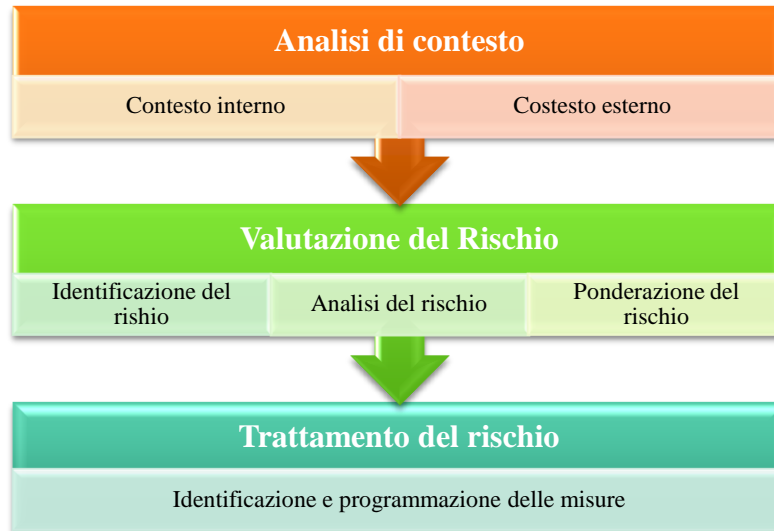 Analisi di contesto
Contesto interno
Costesto esterno
Valutazione del Rischio
Identificazione del
rishio
Analisi del rischio
Ponderazione del
rischio
Trattamento del rischio
Identificazione e programmazione delle misure